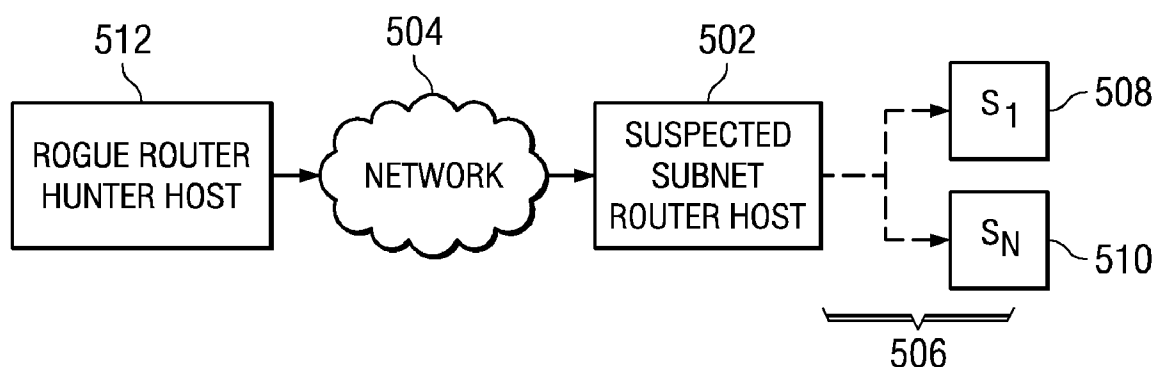 512
504
502
ROGUE ROUTER
HUNTER HOST
NETWORK
SUSPECTED
SUBNET
ROUTER HOST
S1
508
SN
510
506